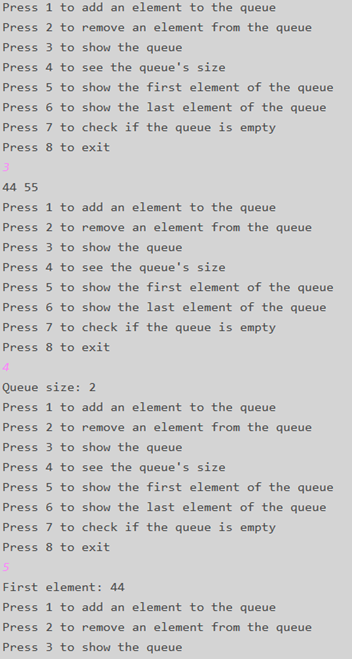 Press 1 to add an element to the queue
Press 2 to remove an element from the queue
Press 3 to show the queue
Press 4 to see the queue's size
Press 5 to show the first element of the queue
Press 6 to show the last element of the queue
Press 7 to check if the queue is empty
Press 8 to exit
3
44 55
Press 1 to add an element to the queue
Press 2 to remove an element from the queue
Press 3 to show the queue
Press 4 to see the queue's size
Press 5 to show the first element of the queue
Press 6 to show the last element of the queue
Press 7 to check if the queue is empty
Press 8 to exit
4
Queue size: 2
Press 1 to add an element to the queue
Press 2 to remove an element from the queue
Press 3 to show the queue
Press 4 to see the queue's size
Press 5 to show the first element of the queue
Press 6 to show the last element of the queue
Press 7 to check if the queue is empty
Press 8 to exit
5
First element: 44
Press 1 to add an element to the queue
Press 2 to remove an element from the queue
Press 3 to show the queue